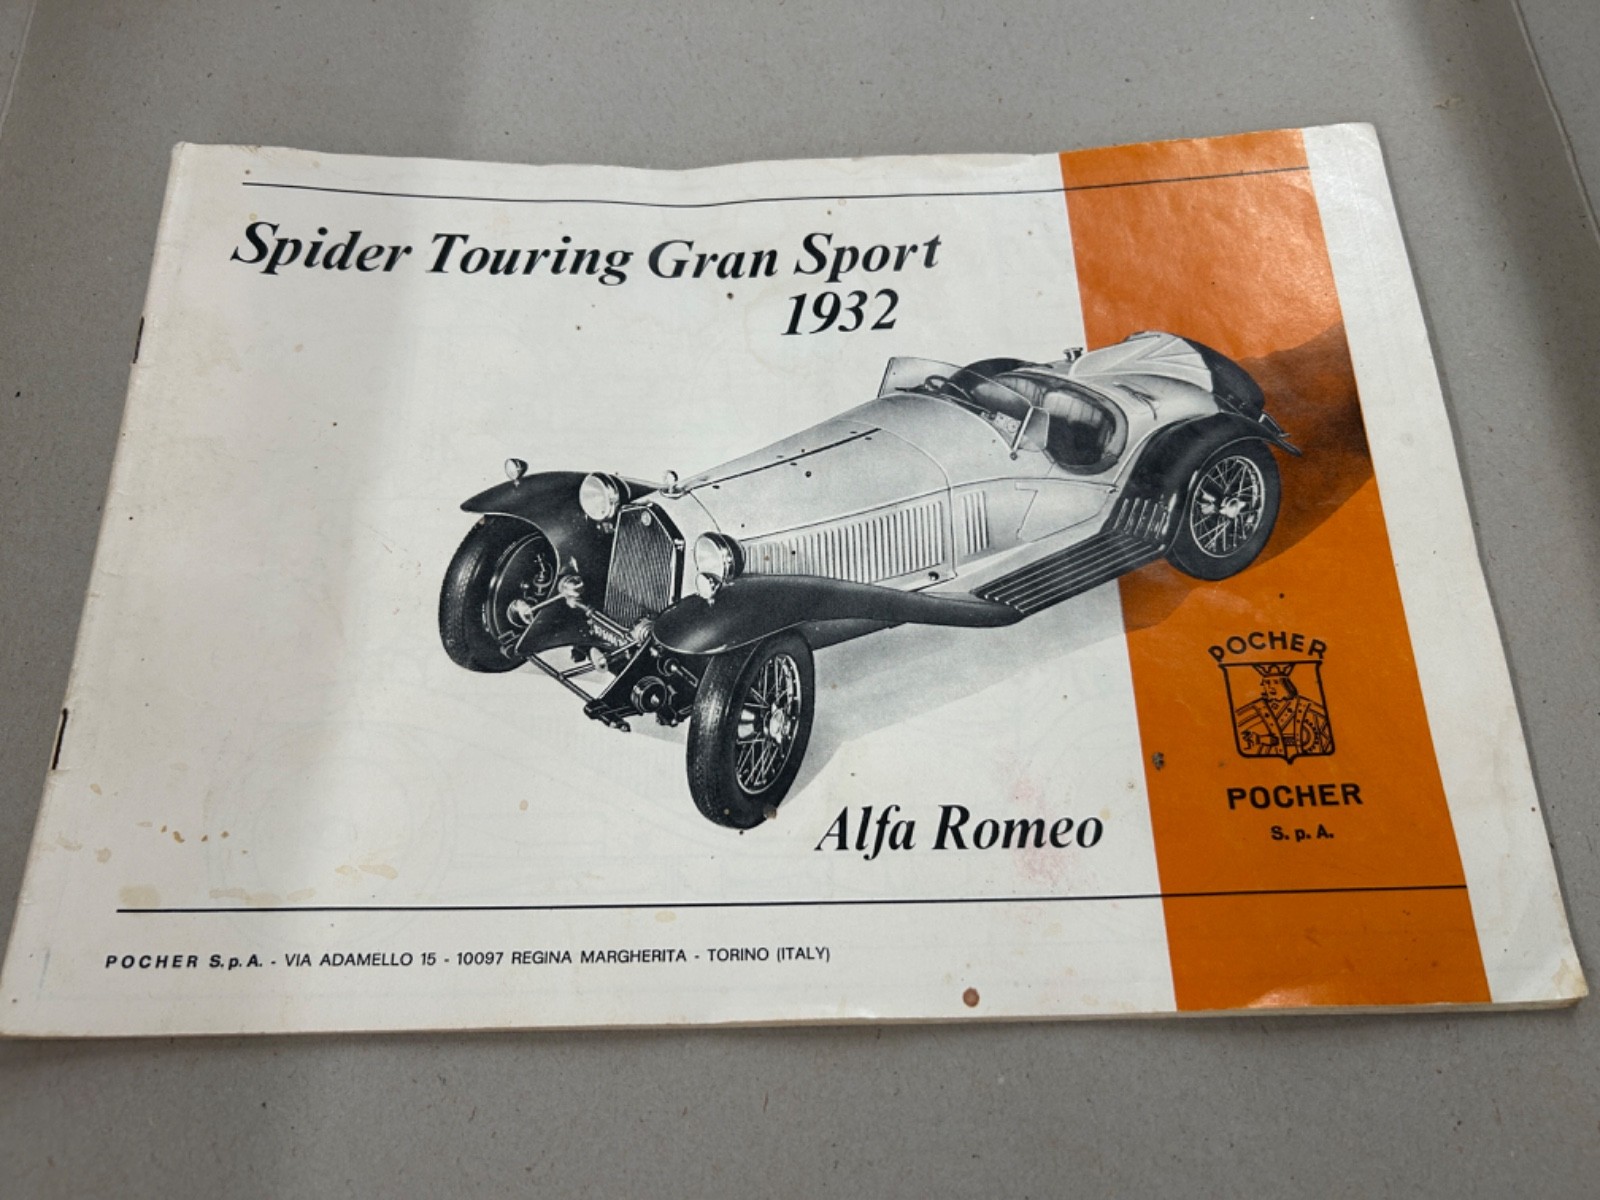 Spider Touring Gran Sport
1932
POCHER
POCHER
S. p. A.
Alfa Romeo
POCHER S. p. A. - VIA ADAMELLO 15 - 10097 REGINA MARGHERITA - TORINO (ITALY)